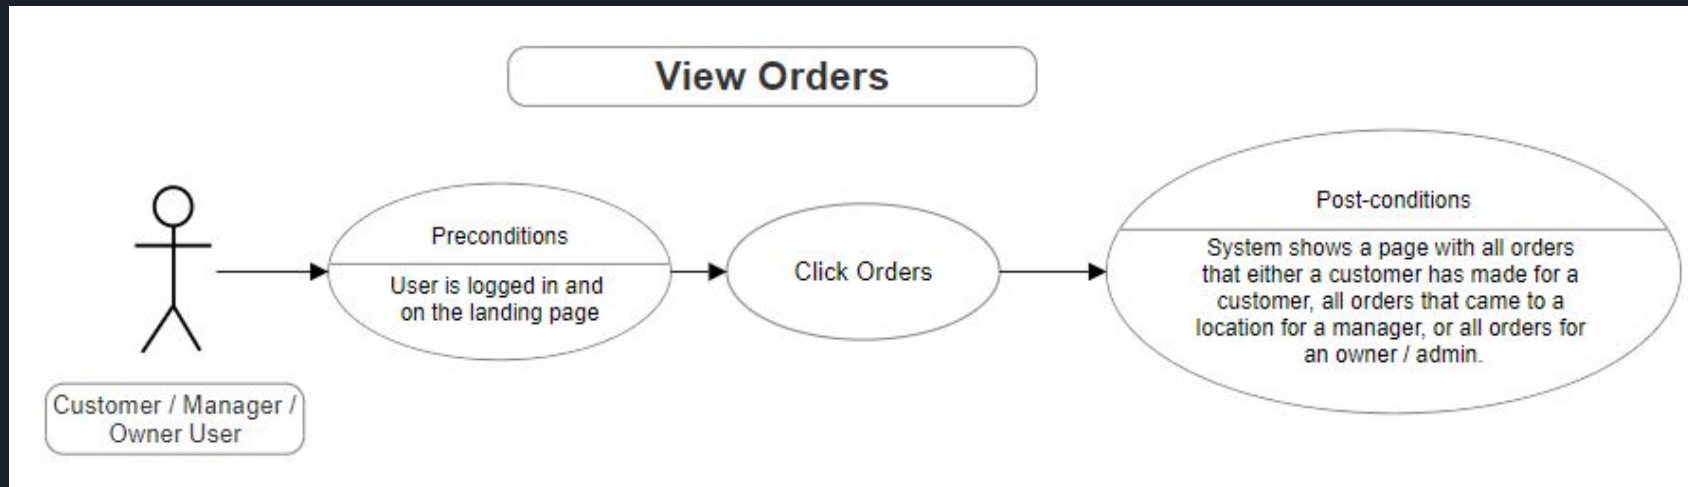 View Orders
Preconditions
User is logged in and
on the landing page
Click Orders
Post-conditions
System shows a page with all orders
that either a customer has made for a
customer, all orders that came to a
location for a manager, or all orders for
an owner / admin.
Customer / Manager /
Owner User